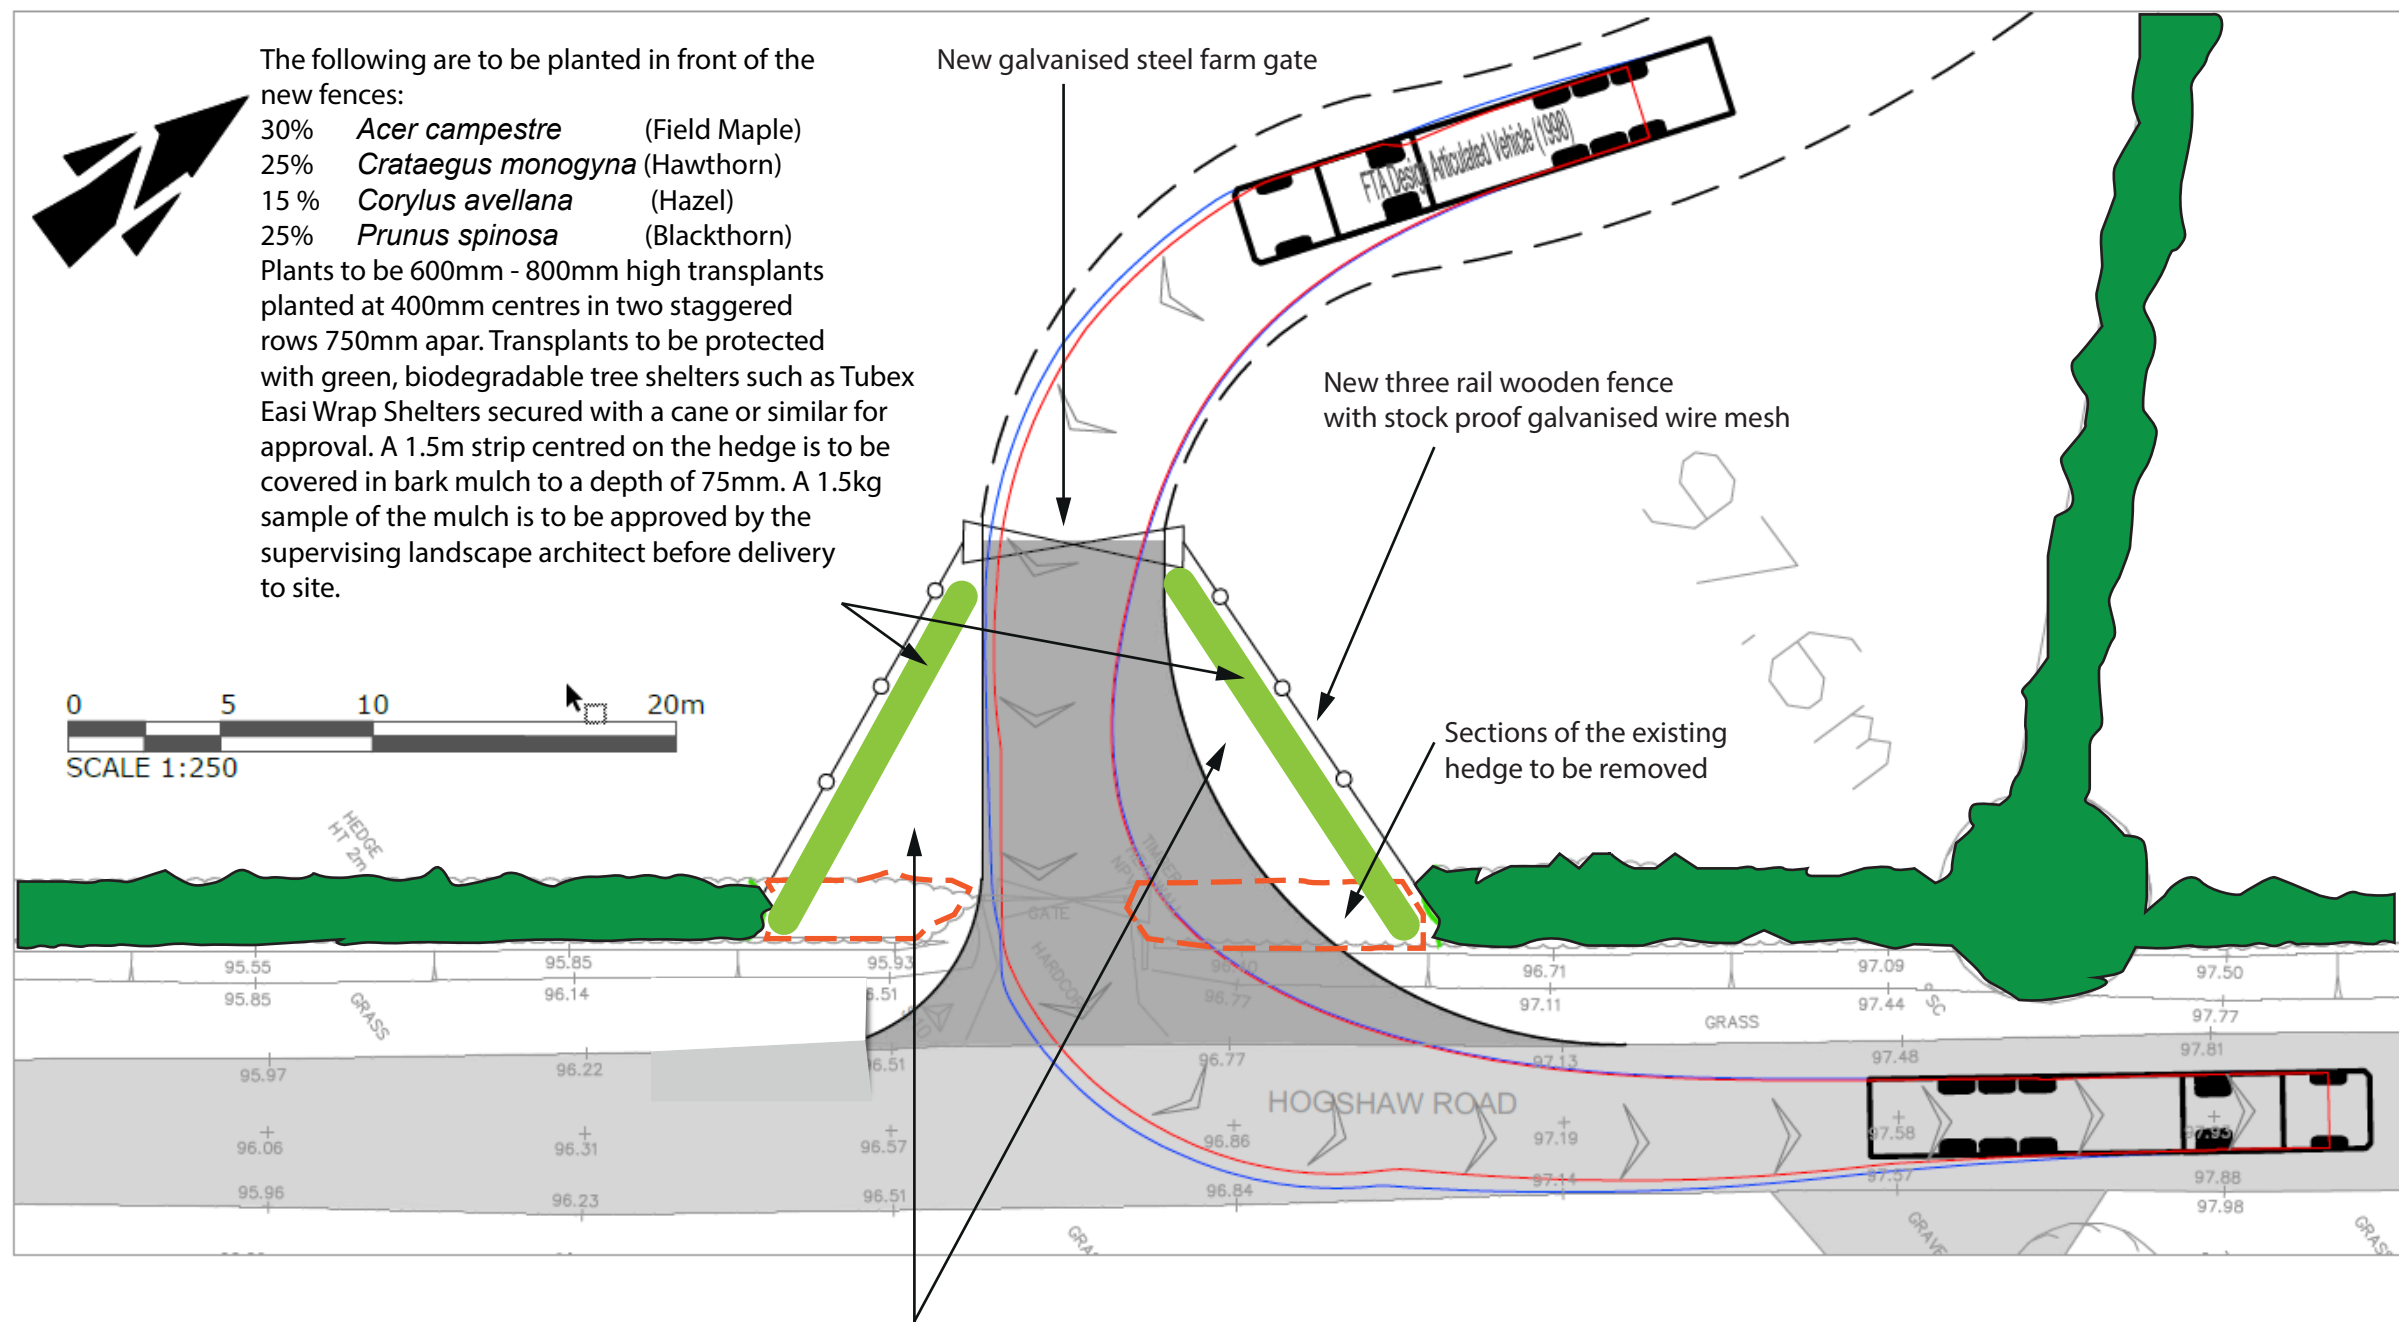 The following are to be planted in front of the
new fences:
30% Acer campestre (Field Maple)
25% Crataegus monogyna (Hawthorn)
15 % Corylus avellana (Hazel)
25% Prunus spinosa (Blackthorn)
Plants to be 600mm - 800mm high transplants
planted at 400mm centres in two staggered
rows 750mm apar. Transplants to be protected
with green, biodegradable tree shelters such as Tubex
Easi Wrap Shelters secured with a cane or similar for
approval. A 1.5m strip centred on the hedge is to be
covered in bark mulch to a depth of 75mm. A 1.5kg
sample of the mulch is to be approved by the
supervising landscape architect before delivery
to site.
New galvanised steel farm gate
FTA Design Articulated Vehicle (1998)
New three rail wooden fence
with stock proof galvanised wire mesh
Sections of the existing
hedge to be removed
0 5 10 20m
SCALE 1:250
HEDGE
HT 2m
TIMBER
GATE
95.55 95.85 95.93 96.40 96.71 97.09 97.50
95.85 96.14 96.77 97.11 97.44 97.77
GRASS
GRASS
95.97 96.22 96.51 96.77 97.13 97.48 97.81
HOGSHAW ROAD
96.06 96.31 96.57 96.86 97.19 97.58 97.93
95.96 96.23 96.51 96.84 97.14 97.57 97.88
97.98